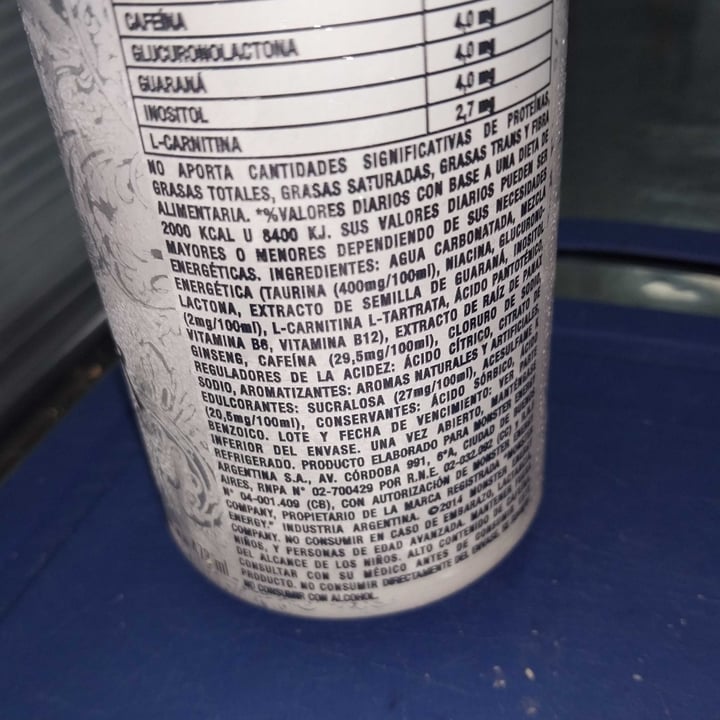 CAFEÍNA
GLUCURONOLACTONA 4,0 mg
GUARANÁ 4,0 mg
INOSITOL 4,0 mg
L-CARNITINA 2,7 mg
NO APORTA CANTIDADES SIGNIFICATIVAS DE PROTEÍNAS,
GRASAS TOTALES, GRASAS SATURADAS, GRASAS TRANS Y FIBRA
ALIMENTARIA. *%VALORES DIARIOS CON BASE A UNA DIETA DE
2000 KCAL U 8400 KJ. SUS VALORES DIARIOS PUEDEN SER
MAYORES O MENORES DEPENDIENDO DE SUS NECESIDADES
ENERGÉTICAS. INGREDIENTES: AGUA CARBONATADA, MEZCLA
ENERGÉTICA (TAURINA (400mg/100ml), NIACINA, GLUCURONO-
LACTONA, EXTRACTO DE SEMILLA DE GUARANÁ, INOSITOL
(2mg/100ml), L-CARNITINA L-TARTRATA, ÁCIDO PANTOTÉNICO,
VITAMINA B6, VITAMINA B12), EXTRACTO DE RAÍZ DE PANAX
GINSENG, CAFEÍNA (29,5mg/100ml), CLORURO DE SODIO,
REGULADORES DE LA ACIDEZ: ÁCIDO CÍTRICO, CITRATO DE
SODIO, AROMATIZANTES: AROMAS NATURALES Y ARTIFICIALES,
EDULCORANTES: SUCRALOSA (27mg/100ml), ACESULFAME K
(20,5mg/100ml), CONSERVANTES: ÁCIDO SÓRBICO, ÁCIDO
BENZOICO. LOTE Y FECHA DE VENCIMIENTO: VER PARTE
INFERIOR DEL ENVASE. UNA VEZ ABIERTO, MANTENER
REFRIGERADO. PRODUCTO ELABORADO PARA MONSTER ENERGY
ARGENTINA S.A., AV. CÓRDOBA 991, 6°A, CIUDAD DE
AIRES, RNPA N° 02-700429 POR R.N.E. 02-032.092 (CS)
N° 04-001.409 (CB), CON AUTORIZACIÓN DE MONSTER ENERGY
COMPANY, PROPIETARIO DE LA MARCA REGISTRADA "MONSTER
ENERGY." INDUSTRIA ARGENTINA. ©2014 MONSTER ENERGY
COMPANY. NO CONSUMIR EN CASO DE EMBARAZO, LACTANCIA,
NIÑOS, Y PERSONAS DE EDAD AVANZADA. MANTENER FUERA
DEL ALCANCE DE LOS NIÑOS. ALTO CONTENIDO DE
CONSULTAR CON SU MÉDICO ANTES DE CONSUMIR
PRODUCTO. NO CONSUMIR DIRECTAMENTE DEL ENVASE.
NO CONSUMIR CON ALCOHOL.
ml